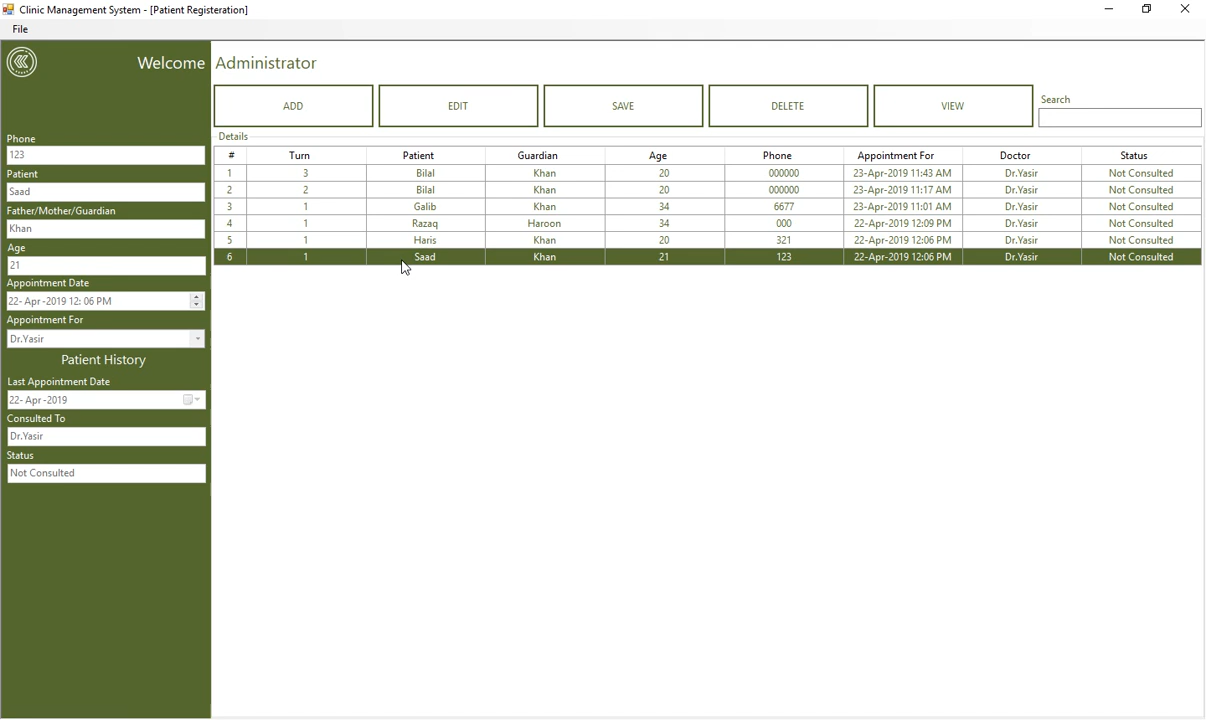 Clinic Management System - [Patient Registeration]
File
Welcome Administrator
ADD EDIT SAVE DELETE VIEW Search
Phone
123
Patient
Saad
Father/Mother/Guardian
Khan
Age
21
Appointment Date
22- Apr -2019 12: 06 PM
Appointment For
Dr.Yasir
Patient History
Last Appointment Date
22- Apr -2019
Consulted To
Dr.Yasir
Status
Not Consulted
Details
# Turn Patient Guardian Age Phone Appointment For Doctor Status
1 3 Bilal Khan 20 000000 23-Apr-2019 11:43 AM Dr.Yasir Not Consulted
2 2 Bilal Khan 20 000000 23-Apr-2019 11:17 AM Dr.Yasir Not Consulted
3 1 Galib Khan 34 6677 23-Apr-2019 11:01 AM Dr.Yasir Not Consulted
4 1 Razaq Haroon 34 000 22-Apr-2019 12:09 PM Dr.Yasir Not Consulted
5 1 Haris Khan 20 321 22-Apr-2019 12:06 PM Dr.Yasir Not Consulted
6 1 Saad Khan 21 123 22-Apr-2019 12:06 PM Dr.Yasir Not Consulted